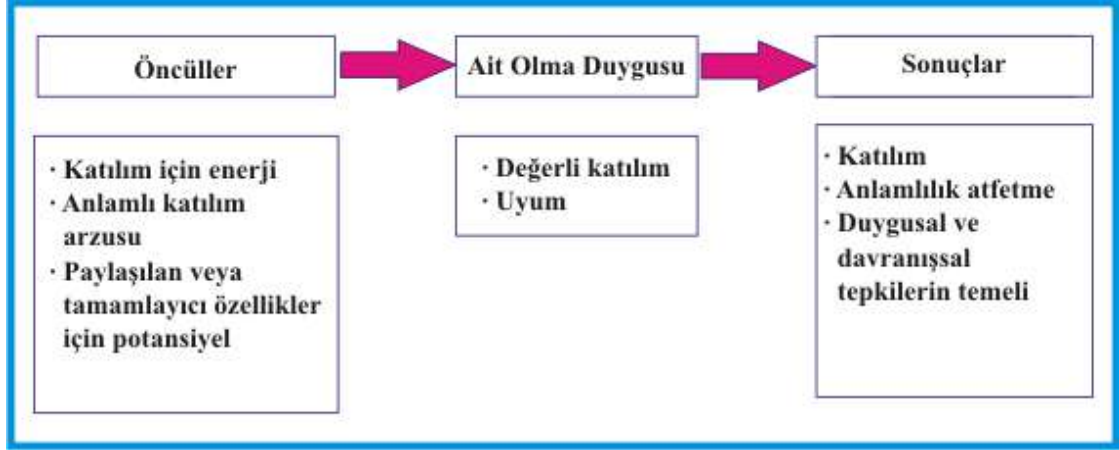 Öncüller
Ait Olma Duygusu
Sonuçlar
· Katılım için enerji
· Anlamlı katılım
arzusu
· Paylaşılan veya
tamamlayıcı özellikler
için potansiyel
· Değerli katılım
· Uyum
· Katılım
· Anlamlılık atfetme
· Duygusal ve
davranışsal
tepkilerin temeli